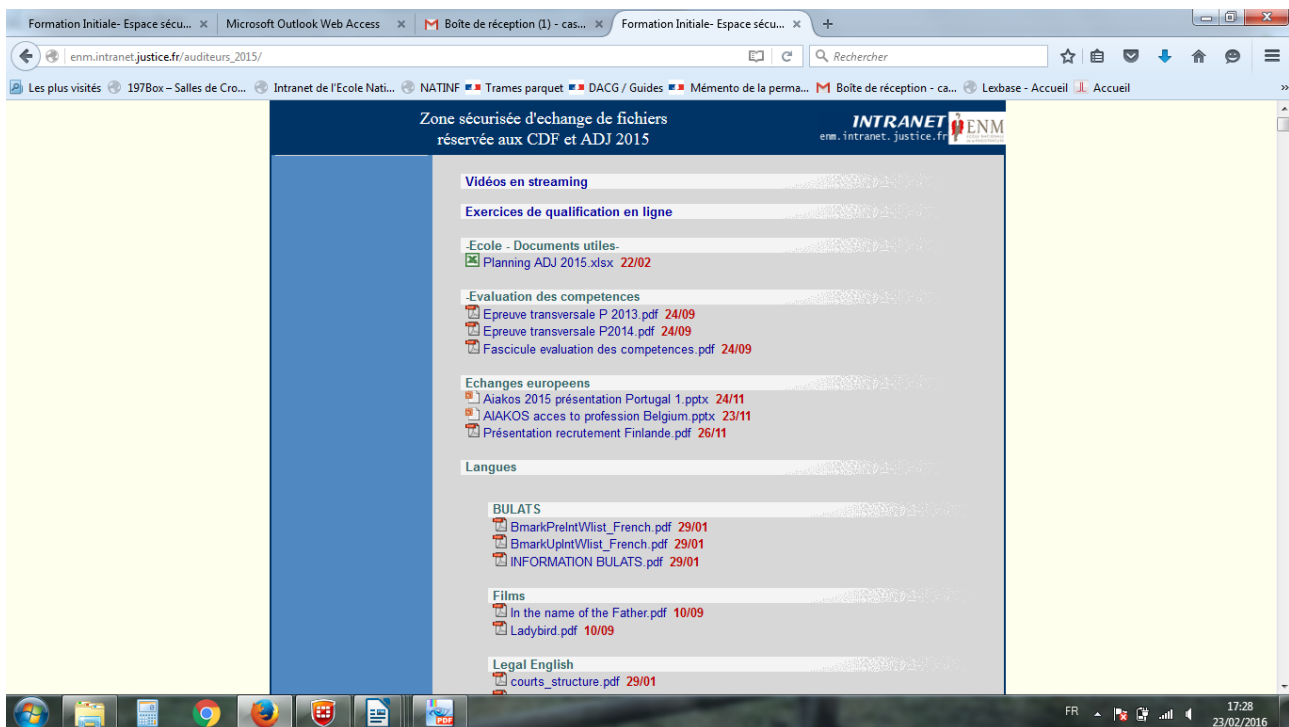 Formation Initiale- Espace sécu... × Microsoft Outlook Web Access × Boîte de réception (1) - cas... × Formation Initiale- Espace sécu... × +
enm.intranet.justice.fr/auditeurs_2015/ Rechercher
Les plus visités 197Box – Salles de Cro... Intranet de l'Ecole Nati... NATINF Trames parquet DACG / Guides Mémento de la perma... Boîte de réception - ca... Lexbase - Accueil Accueil »
Zone sécurisée d'echange de fichiers
réservée aux CDF et ADJ 2015
INTRANET ENM
enm.intranet.justice.fr
Vidéos en streaming
Exercices de qualification en ligne
-Ecole - Documents utiles-
Planning ADJ 2015.xlsx 22/02
-Evaluation des competences
Epreuve transversale P 2013.pdf 24/09
Epreuve transversale P2014.pdf 24/09
Fascicule evaluation des competences.pdf 24/09
Echanges europeens
Aiakos 2015 présentation Portugal 1.pptx 24/11
AIAKOS acces to profession Belgium.pptx 23/11
Présentation recrutement Finlande.pdf 26/11
Langues
BULATS
BmarkPreIntWlist_French.pdf 29/01
BmarkUpIntWlist_French.pdf 29/01
INFORMATION BULATS.pdf 29/01
Films
In the name of the Father.pdf 10/09
Ladybird.pdf 10/09
Legal English
courts_structure.pdf 29/01
FR 17:28
23/02/2016